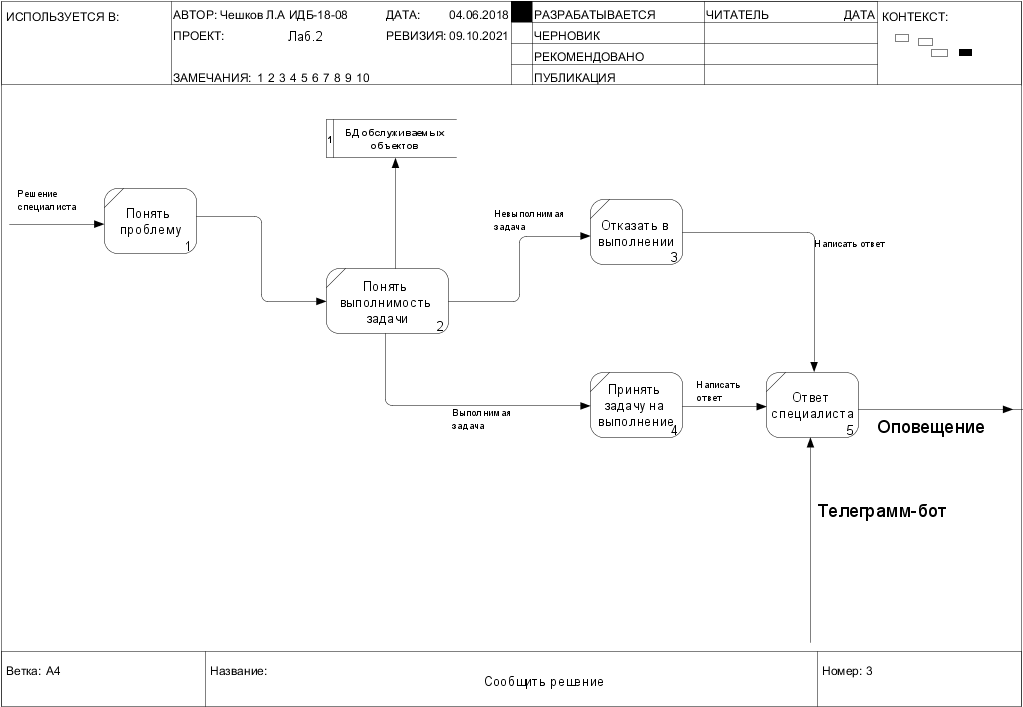 ИСПОЛЬЗУЕТСЯ В:
АВТОР: Чешков Л.А ИДБ-18-08
ДАТА: 04.06.2018
ПРОЕКТ: Лаб.2
РЕВИЗИЯ: 09.10.2021
ЗАМЕЧАНИЯ: 1 2 3 4 5 6 7 8 9 10
РАЗРАБАТЫВАЕТСЯ
ЧЕРНОВИК
РЕКОМЕНДОВАНО
ПУБЛИКАЦИЯ
ЧИТАТЕЛЬ ДАТА
КОНТЕКСТ:
1
БД обслуживаемых
объектов
Решение
специалиста
Понять
проблему
1
Невыполнимая
задача
Отказать в
выполнении
3
Написать ответ
Понять
выполнимость
задачи
2
Выполнимая
задача
Принять
задачу на
выполнение
4
Написать
ответ
Ответ
специалиста
5
Оповещение
Телеграмм-бот
Ветка: A4
Название:
Сообщить решение
Номер: 3